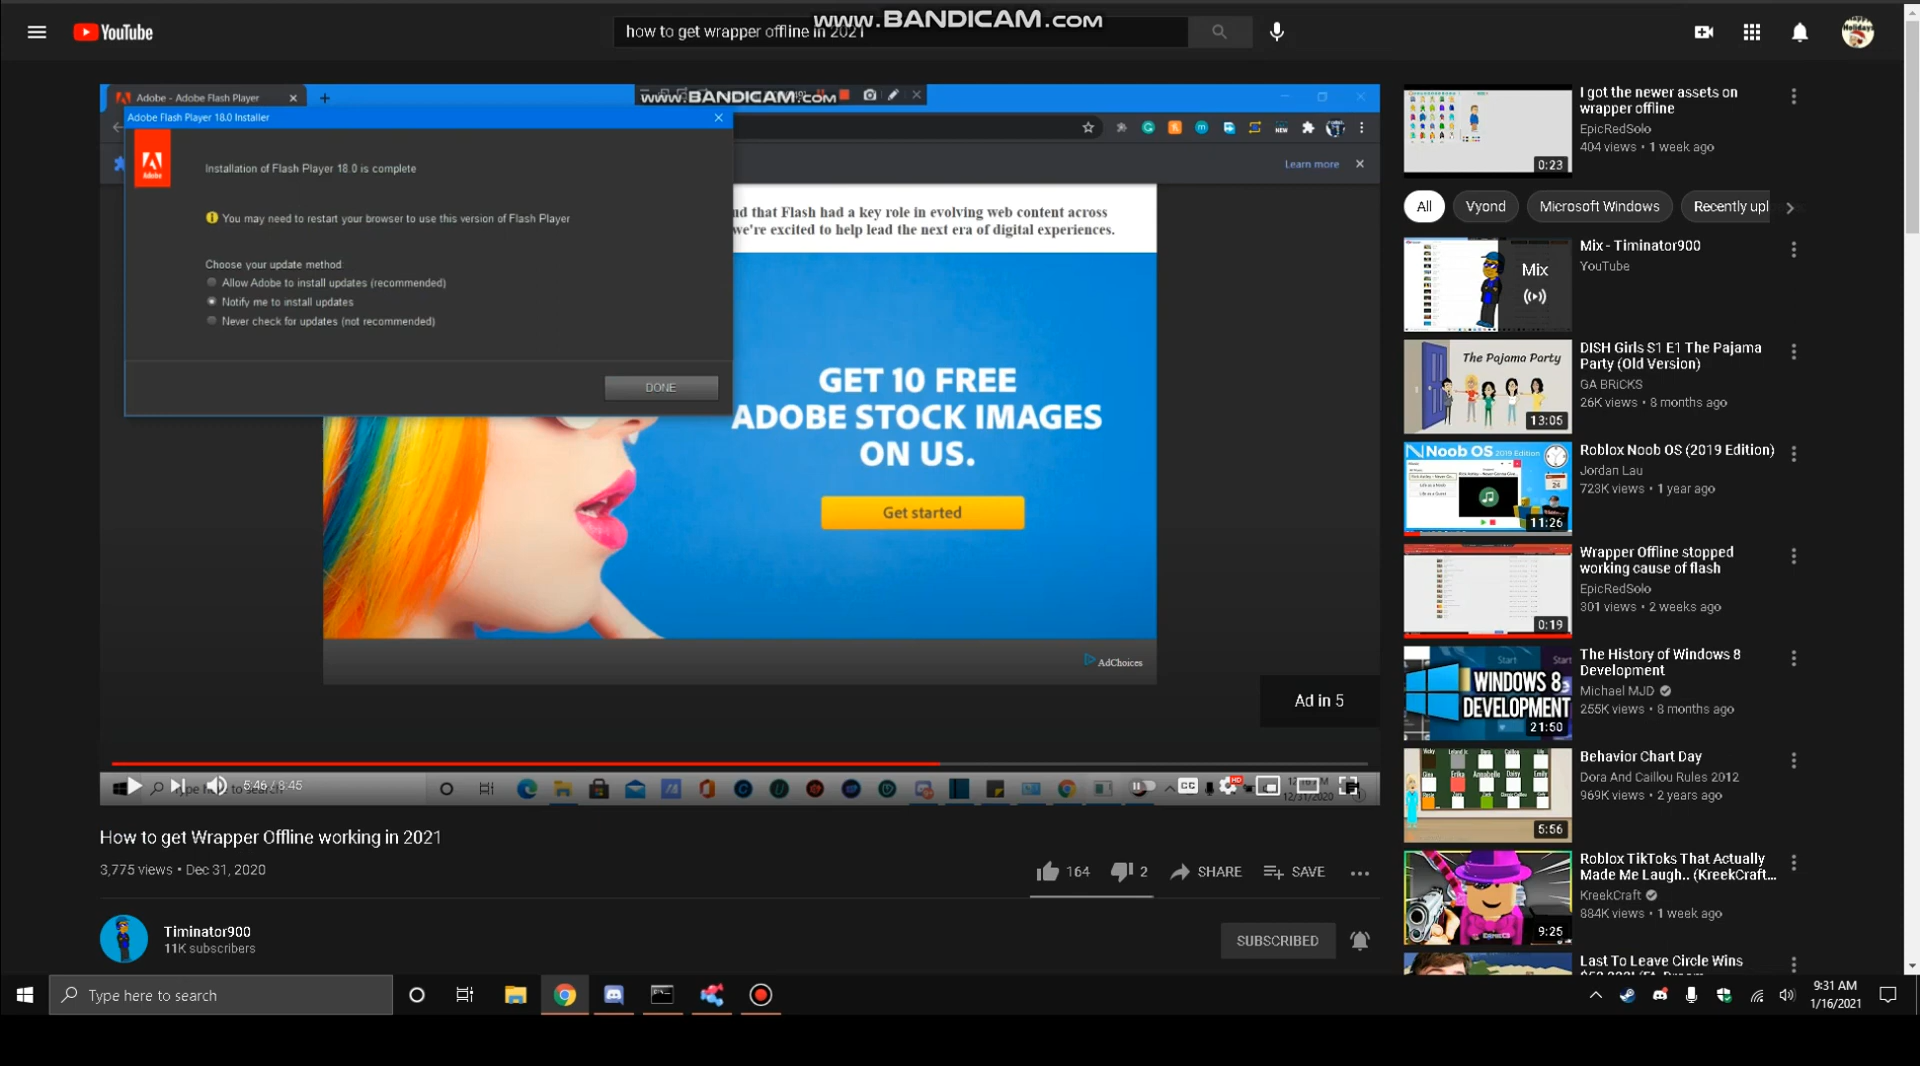 www.BANDICAM.com
YouTube
how to get wrapper offline in 2021
Adobe - Adobe Flash Player
www.BANDICAM.com
Adobe Flash Player 18.0 Installer
Adobe
Installation of Flash Player 18.0 is complete
You may need to restart your browser to use this version of Flash Player
Choose your update method
Allow Adobe to install updates (recommended)
Notify me to install updates
Never check for updates (not recommended)
DONE
NEW
Learn more
nd that Flash had a key role in evolving web content across
we're excited to help lead the next era of digital experiences.
GET 10 FREE
ADOBE STOCK IMAGES
ON US.
Get started
AdChoices
Ad in 5
Type here to search
5:46 / 8:45
CC
HD
12/31/2020
How to get Wrapper Offline working in 2021
3,775 views • Dec 31, 2020
164
2
SHARE
SAVE
Timinator900
11K subscribers
SUBSCRIBED
0:23
I got the newer assets on
wrapper offline
EpicRedSolo
404 views • 1 week ago
All
Vyond
Microsoft Windows
Recently upl
Mix
Mix - Timinator900
YouTube
The Pajama Party
13:05
DISH Girls S1 E1 The Pajama
Party (Old Version)
GA BRiCKS
26K views • 8 months ago
Noob OS 2019 Edition
11:26
Roblox Noob OS (2019 Edition)
Jordan Lau
723K views • 1 year ago
0:19
Wrapper Offline stopped
working cause of flash
EpicRedSolo
301 views • 2 weeks ago
Start
WINDOWS 8
DEVELOPMENT
21:50
The History of Windows 8
Development
Michael MJD
255K views • 8 months ago
5:56
Behavior Chart Day
Dora And Caillou Rules 2012
969K views • 2 years ago
9:25
Roblox TikToks That Actually
Made Me Laugh.. (KreekCraft...
KreekCraft
884K views • 1 week ago
Last To Leave Circle Wins
Type here to search
9:31 AM
1/16/2021